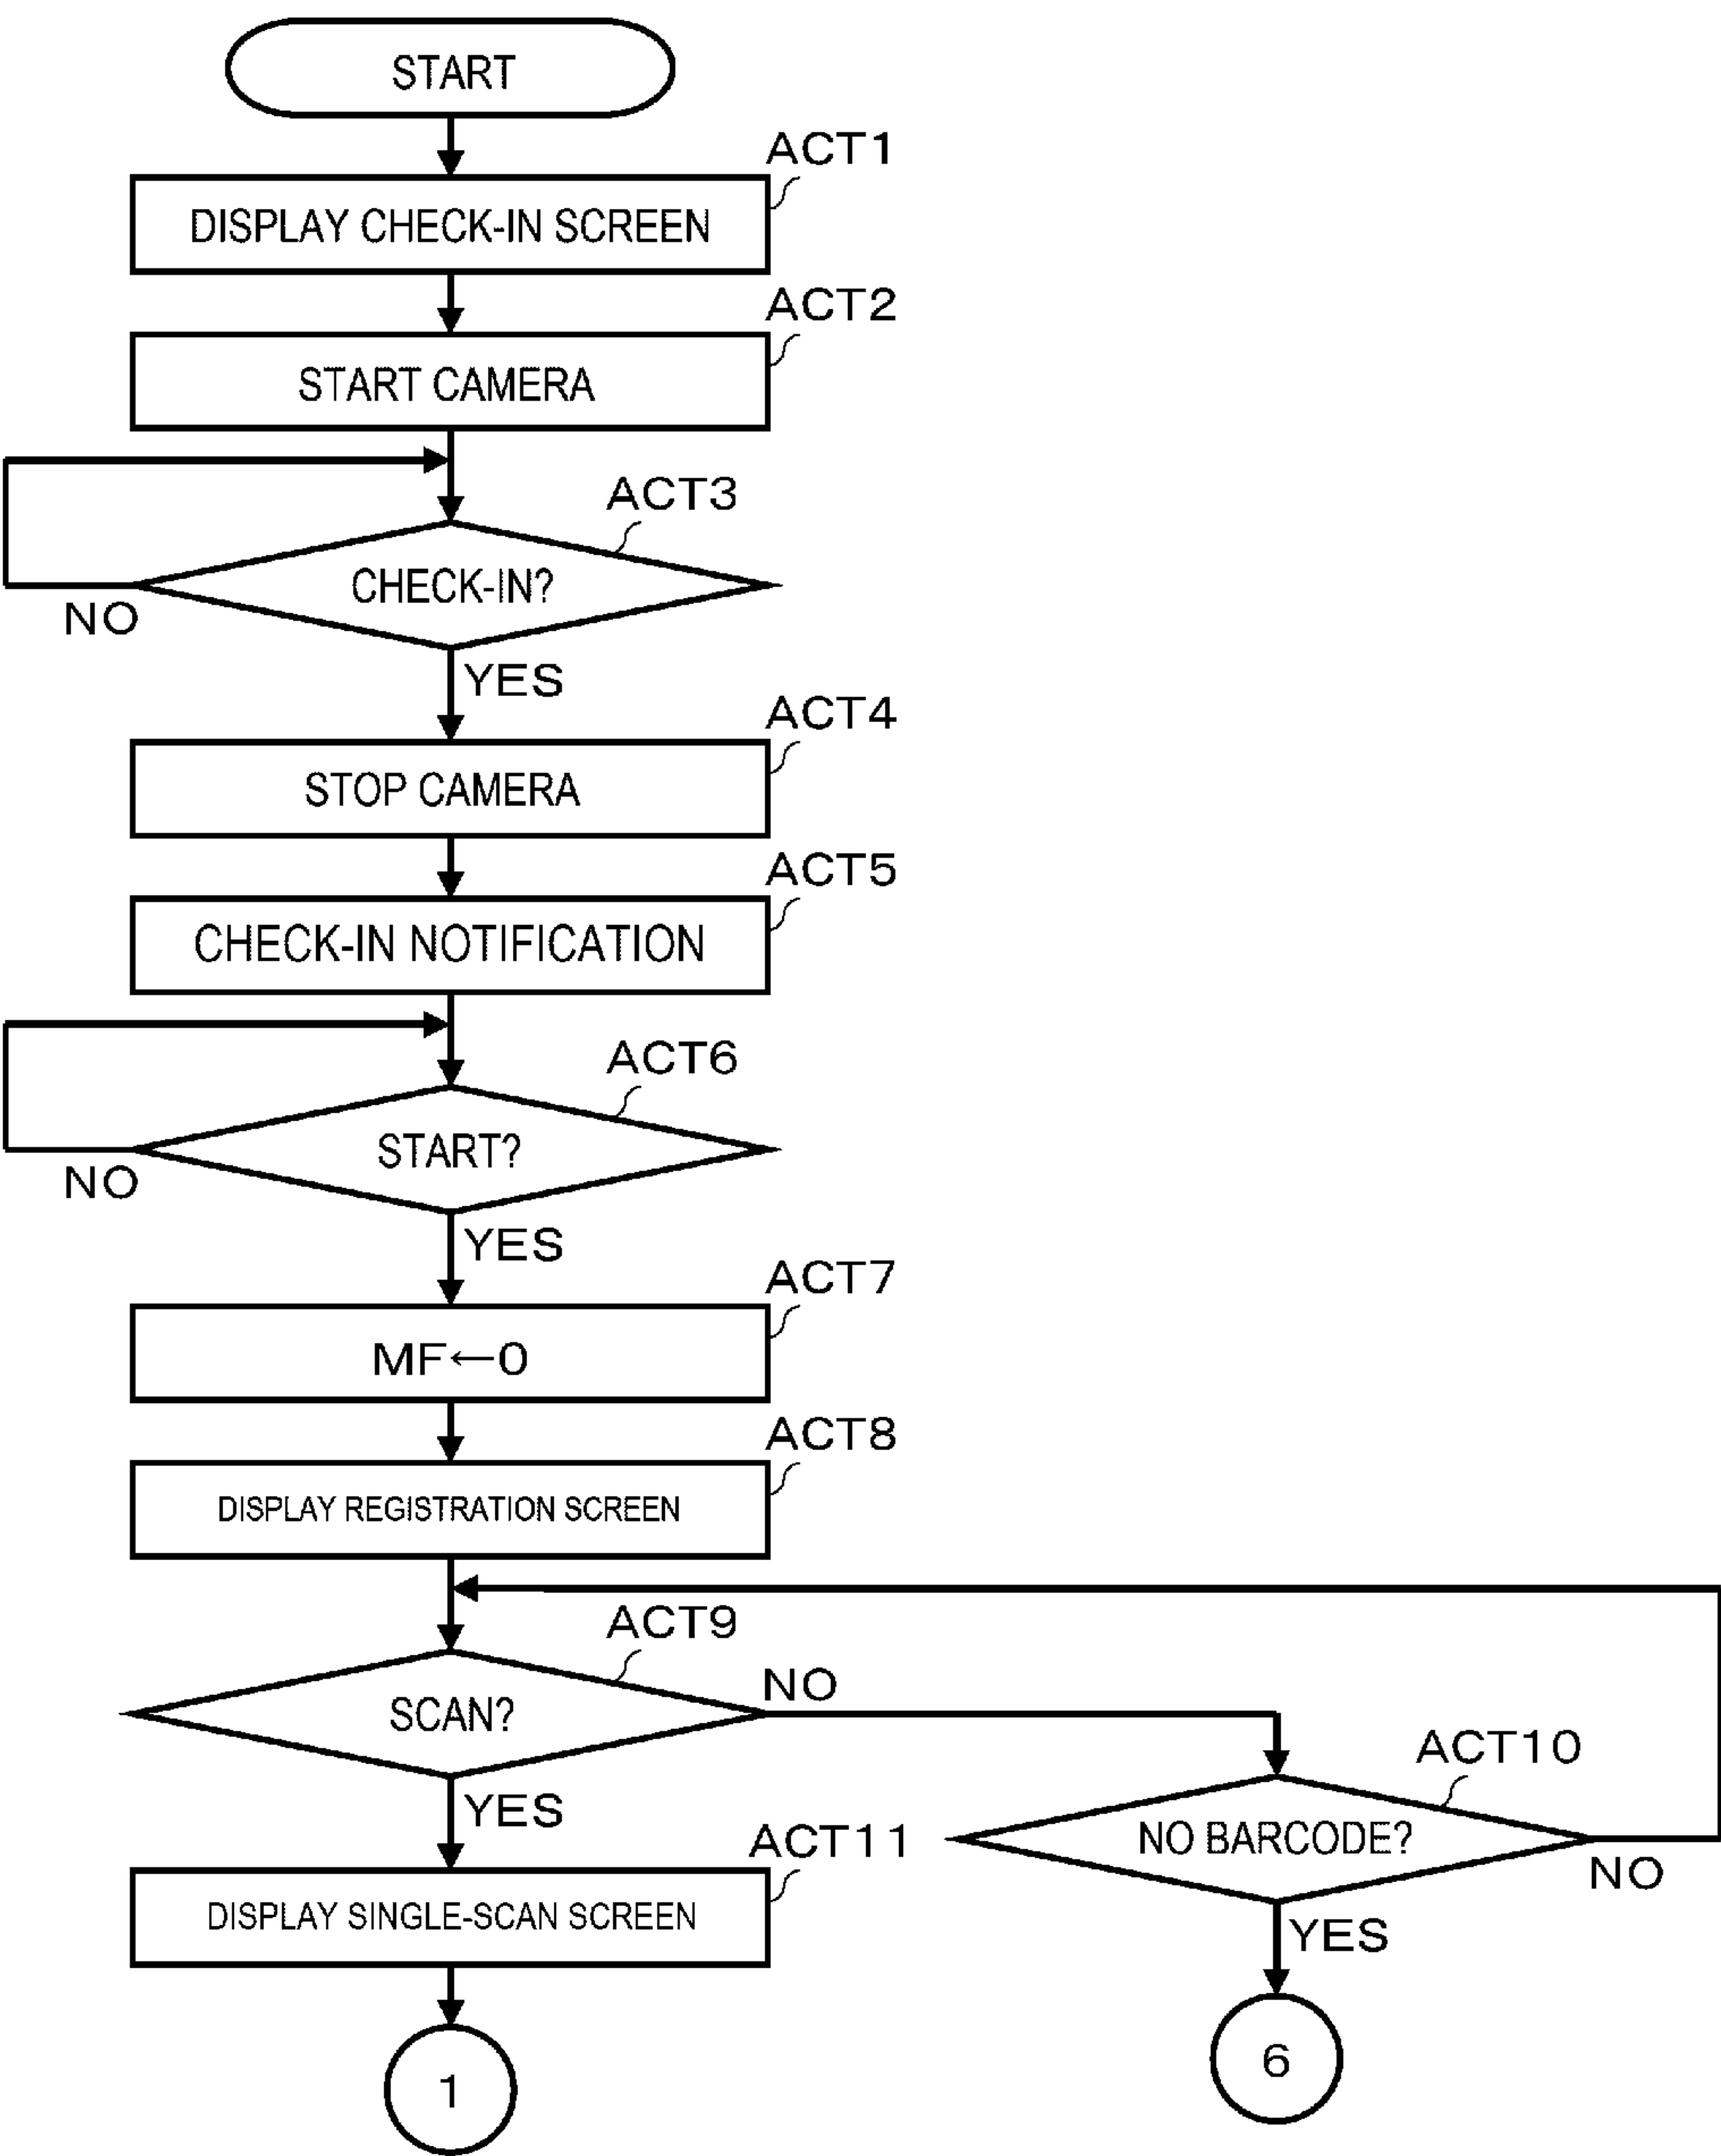 START
ACT1
DISPLAY CHECK-IN SCREEN
ACT2
START CAMERA
ACT3
CHECK-IN?
NO
YES
ACT4
STOP CAMERA
ACT5
CHECK-IN NOTIFICATION
ACT6
START?
NO
YES
ACT7
MF←0
ACT8
DISPLAY REGISTRATION SCREEN
ACT9
SCAN?
NO
YES
ACT10
NO BARCODE?
NO
YES
ACT11
DISPLAY SINGLE-SCAN SCREEN
1
6